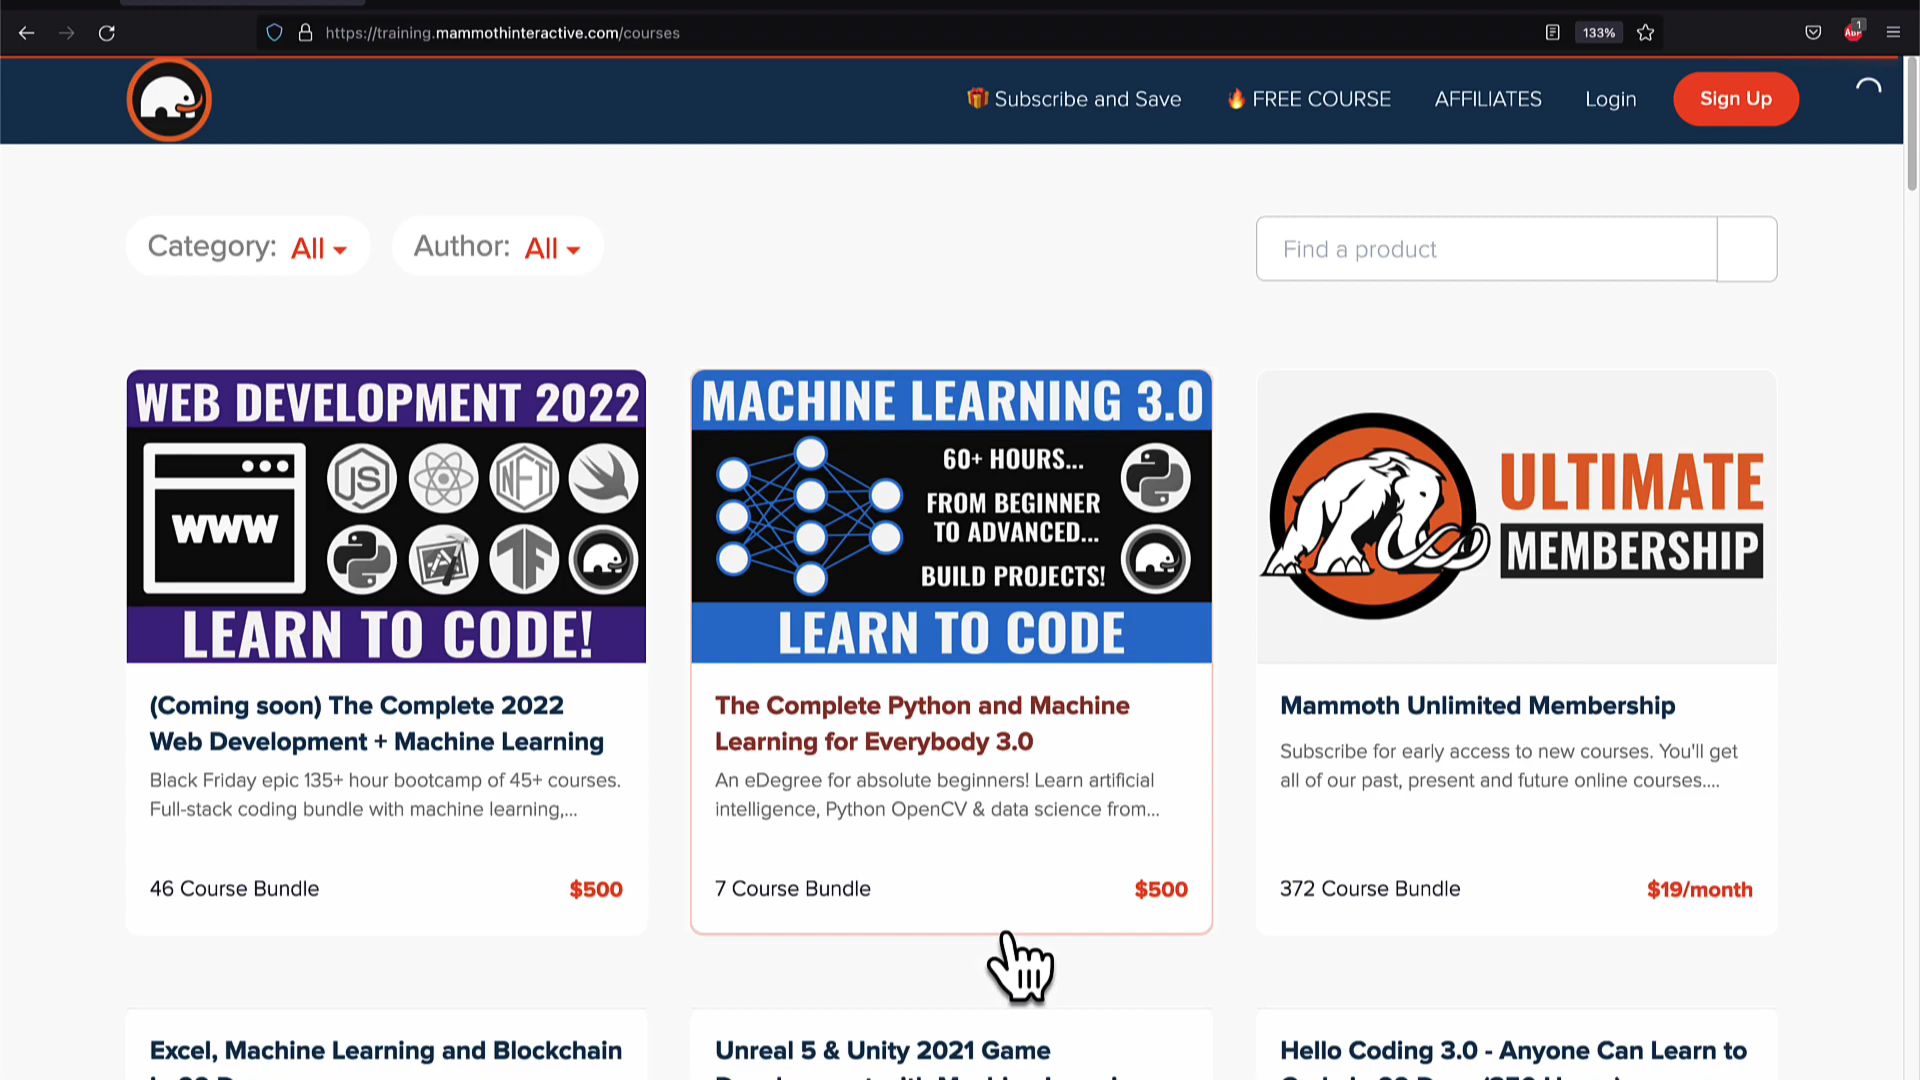 https://training.mammothinteractive.com/courses
133%
1
ABP
🎁 Subscribe and Save
🔥 FREE COURSE
AFFILIATES
Login
Sign Up
Category: All
Author: All
Find a product
WEB DEVELOPMENT 2022
WWW
JS
NFT
TF
LEARN TO CODE!
(Coming soon) The Complete 2022
Web Development + Machine Learning
Black Friday epic 135+ hour bootcamp of 45+ courses.
Full-stack coding bundle with machine learning,...
46 Course Bundle
$500
MACHINE LEARNING 3.0
60+ HOURS...
FROM BEGINNER
TO ADVANCED...
BUILD PROJECTS!
LEARN TO CODE
The Complete Python and Machine
Learning for Everybody 3.0
An eDegree for absolute beginners! Learn artificial
intelligence, Python OpenCV & data science from...
7 Course Bundle
$500
ULTIMATE
MEMBERSHIP
Mammoth Unlimited Membership
Subscribe for early access to new courses. You'll get
all of our past, present and future online courses....
372 Course Bundle
$19/month
Excel, Machine Learning and Blockchain
Unreal 5 & Unity 2021 Game
Hello Coding 3.0 - Anyone Can Learn to